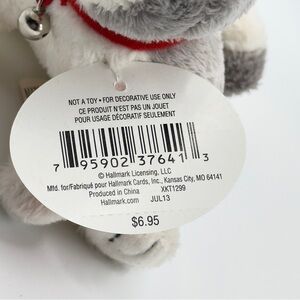 NOT A TOY • FOR DECORATIVE USE ONLY
CE PRODUIT N'EST PAS UN JOUET
POUR USAGE DÉCORATIF SEULEMENT
7 95902 37641 3
© Hallmark Licensing, LLC
Mfd. for/Fabriqué pour Hallmark Cards, Inc., Kansas City, MO 64141
Produced in China XKT1299
Hallmark.com JUL13
$6.95